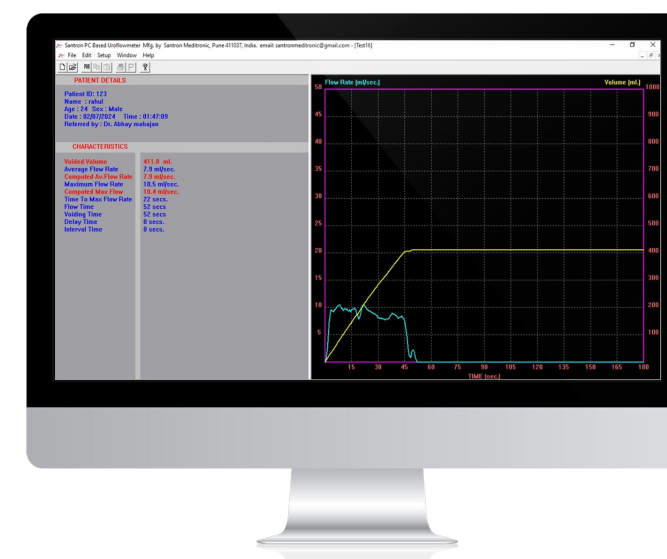 Santron PC Based Uroflowmeter Mfg. by Santron Meditronic, Pune 411037, India. email: santronmeditronic@gmail.com - [Test16]
File Edit Setup Window Help
PATIENT DETAILS
Patient ID: 123
Name : rahul
Age : 24 Sex : Male
Date : 02/07/2024 Time : 01:47:09
Referred by : Dr. Abhay mahajan
CHARACTERISTICS
Voided Volume 411.0 ml.
Average Flow Rate 7.9 ml/sec.
Computed Av.Flow Rate 7.9 ml/sec.
Maximum Flow Rate 10.5 ml/sec.
Computed Max Flow 10.4 ml/sec.
Time To Max Flow Rate 22 secs.
Flow Time 52 secs
Voiding Time 52 secs
Delay Time 0 secs.
Interval Time 0 secs.
Flow Rate (ml/sec.) Volume (ml.)
50 1000
45 900
40 800
35 700
30 600
25 500
20 400
15 300
10 200
5 100
15 30 45 60 75 90 105 120 135 150 165 180
TIME (sec.)